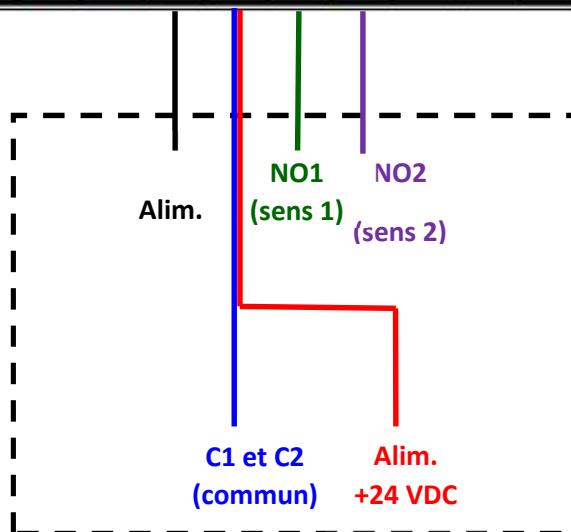 NO1
NO2
Alim.
(sens 1)
(sens 2)
C1 et C2
(commun)
Alim.
+24 VDC